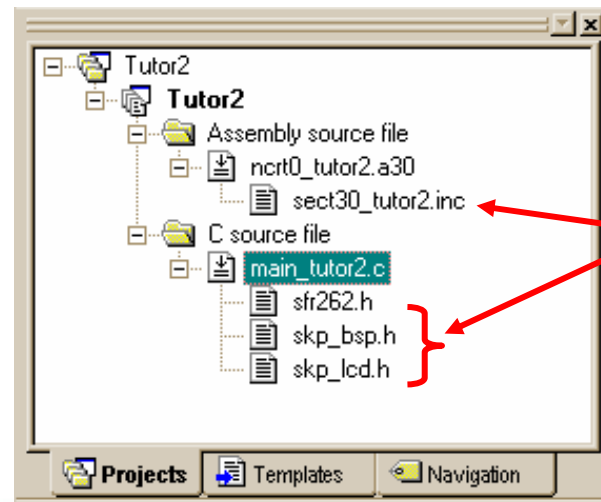 Tutor2
Tutor2
Assembly source file
ncrt0_tutor2.a30
sect30_tutor2.inc
C source file
main_tutor2.c
sfr262.h
skp_bsp.h
skp_lcd.h
Projects Templates Navigation